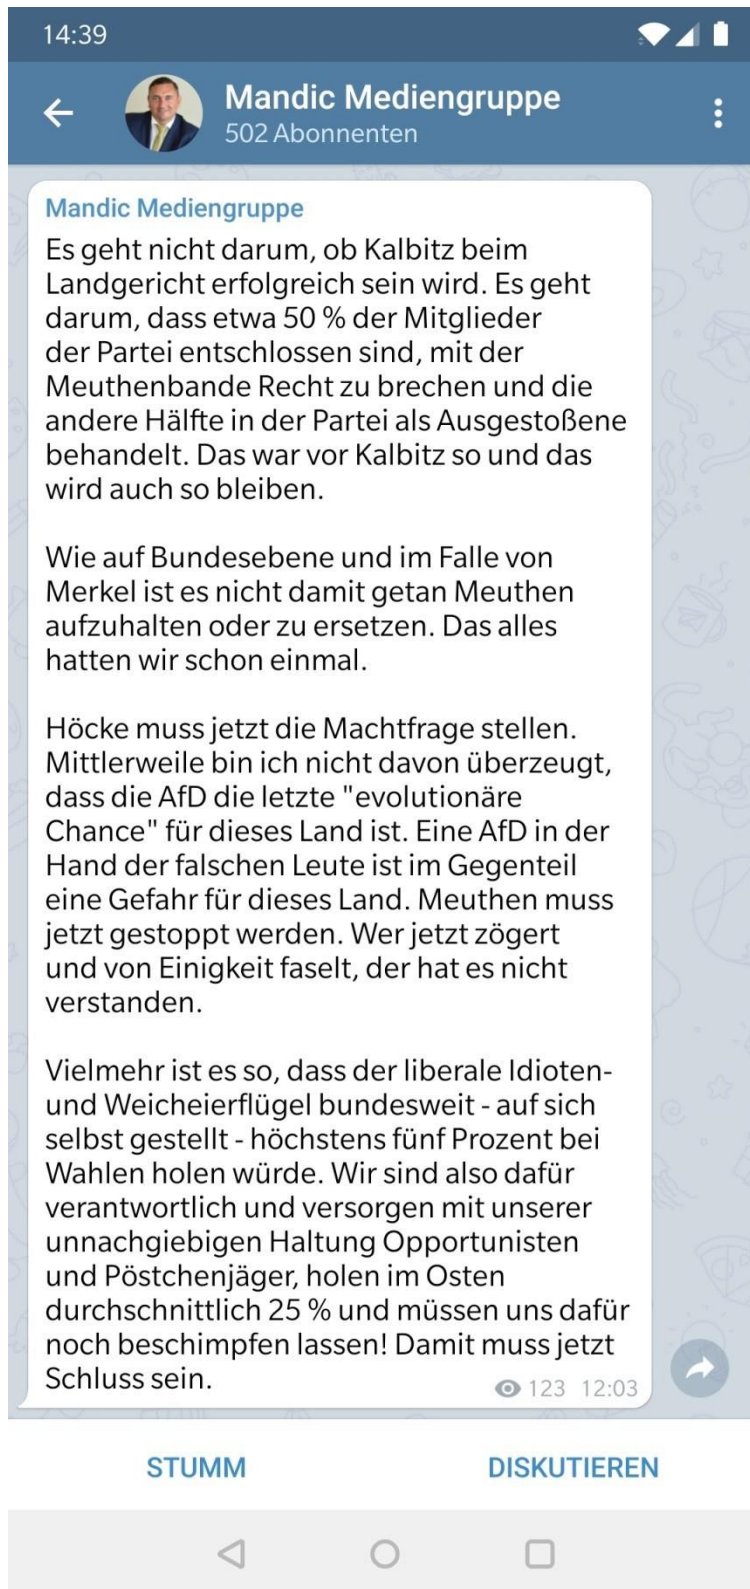 14:39
Mandic Mediengruppe
502 Abonnenten
Mandic Mediengruppe
Es geht nicht darum, ob Kalbitz beim
Landgericht erfolgreich sein wird. Es geht
darum, dass etwa 50 % der Mitglieder
der Partei entschlossen sind, mit der
Meuthenbande Recht zu brechen und die
andere Hälfte in der Partei als Ausgestoßene
behandelt. Das war vor Kalbitz so und das
wird auch so bleiben.
Wie auf Bundesebene und im Falle von
Merkel ist es nicht damit getan Meuthen
aufzuhalten oder zu ersetzen. Das alles
hatten wir schon einmal.
Höcke muss jetzt die Machtfrage stellen.
Mittlerweile bin ich nicht davon überzeugt,
dass die AfD die letzte "evolutionäre
Chance" für dieses Land ist. Eine AfD in der
Hand der falschen Leute ist im Gegenteil
eine Gefahr für dieses Land. Meuthen muss
jetzt gestoppt werden. Wer jetzt zögert
und von Einigkeit faselt, der hat es nicht
verstanden.
Vielmehr ist es so, dass der liberale Idioten-
und Weicheierflügel bundesweit - auf sich
selbst gestellt - höchstens fünf Prozent bei
Wahlen holen würde. Wir sind also dafür
verantwortlich und versorgen mit unserer
unnachgiebigen Haltung Opportunisten
und Pöstchenjäger, holen im Osten
durchschnittlich 25 % und müssen uns dafür
noch beschimpfen lassen! Damit muss jetzt
Schluss sein.
123 12:03
STUMM DISKUTIEREN